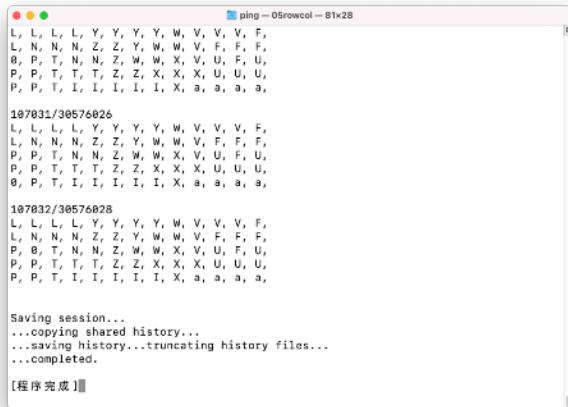 ping — 05rowcol — 81×28
L, L, L, L, Y, Y, Y, Y, W, V, V, V, F,
L, N, N, N, Z, Z, Y, W, W, V, F, F, F,
0, P, T, N, N, Z, W, W, X, V, U, F, U,
P, P, T, T, T, Z, Z, X, X, X, U, U, U,
P, P, T, I, I, I, I, I, X, a, a, a, a,
107031/30576026
L, L, L, L, Y, Y, Y, Y, W, V, V, V, F,
L, N, N, N, Z, Z, Y, W, W, V, F, F, F,
P, P, T, N, N, Z, W, W, X, V, U, F, U,
P, P, T, T, T, Z, Z, X, X, X, U, U, U,
0, P, T, I, I, I, I, I, X, a, a, a, a,
107032/30576028
L, L, L, L, Y, Y, Y, Y, W, V, V, V, F,
L, N, N, N, Z, Z, Y, W, W, V, F, F, F,
P, 0, T, N, N, Z, W, W, X, V, U, F, U,
P, P, T, T, T, Z, Z, X, X, X, U, U, U,
P, P, T, I, I, I, I, I, X, a, a, a, a,
Saving session...
...copying shared history...
...saving history...truncating history files...
...completed.
[程序完成]